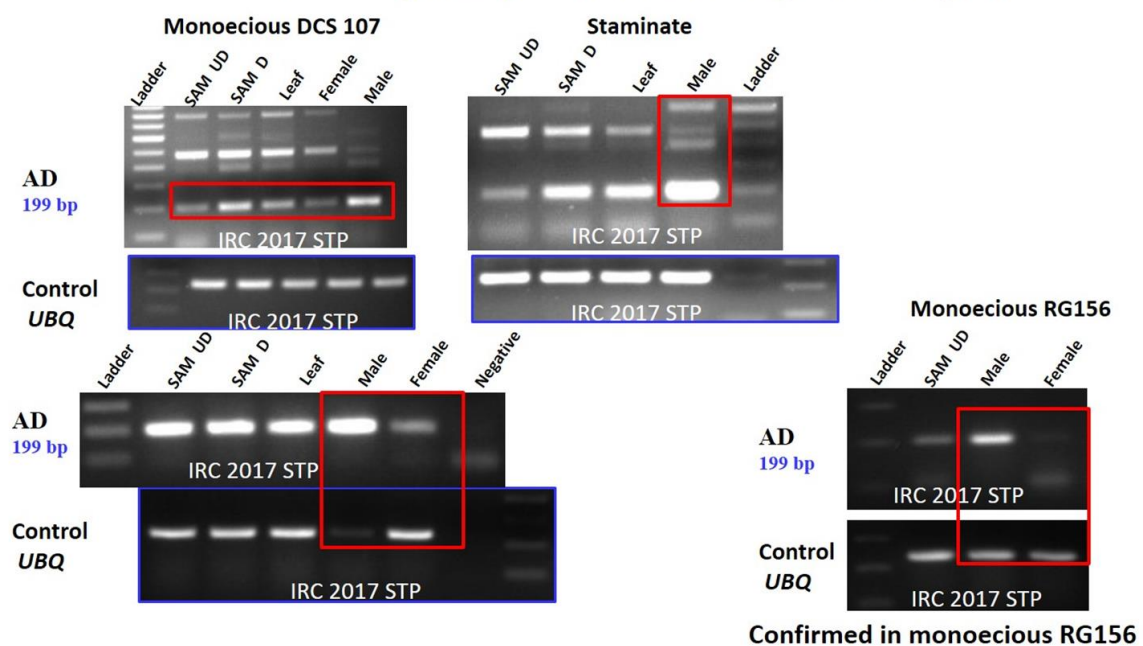 Monoecious DCS 107
Staminate
Ladder
SAM UD
SAM D
Leaf
Female
Male
SAM UD
SAM D
Leaf
Male
Ladder
AD
199 bp
IRC 2017 STP
IRC 2017 STP
Control
UBQ
IRC 2017 STP
IRC 2017 STP
Ladder
SAM UD
SAM D
Leaf
Male
Female
Negative
AD
199 bp
IRC 2017 STP
Control
UBQ
IRC 2017 STP
Monoecious RG156
Ladder
SAM UD
Male
Female
AD
199 bp
IRC 2017 STP
Control
UBQ
IRC 2017 STP
Confirmed in monoecious RG156